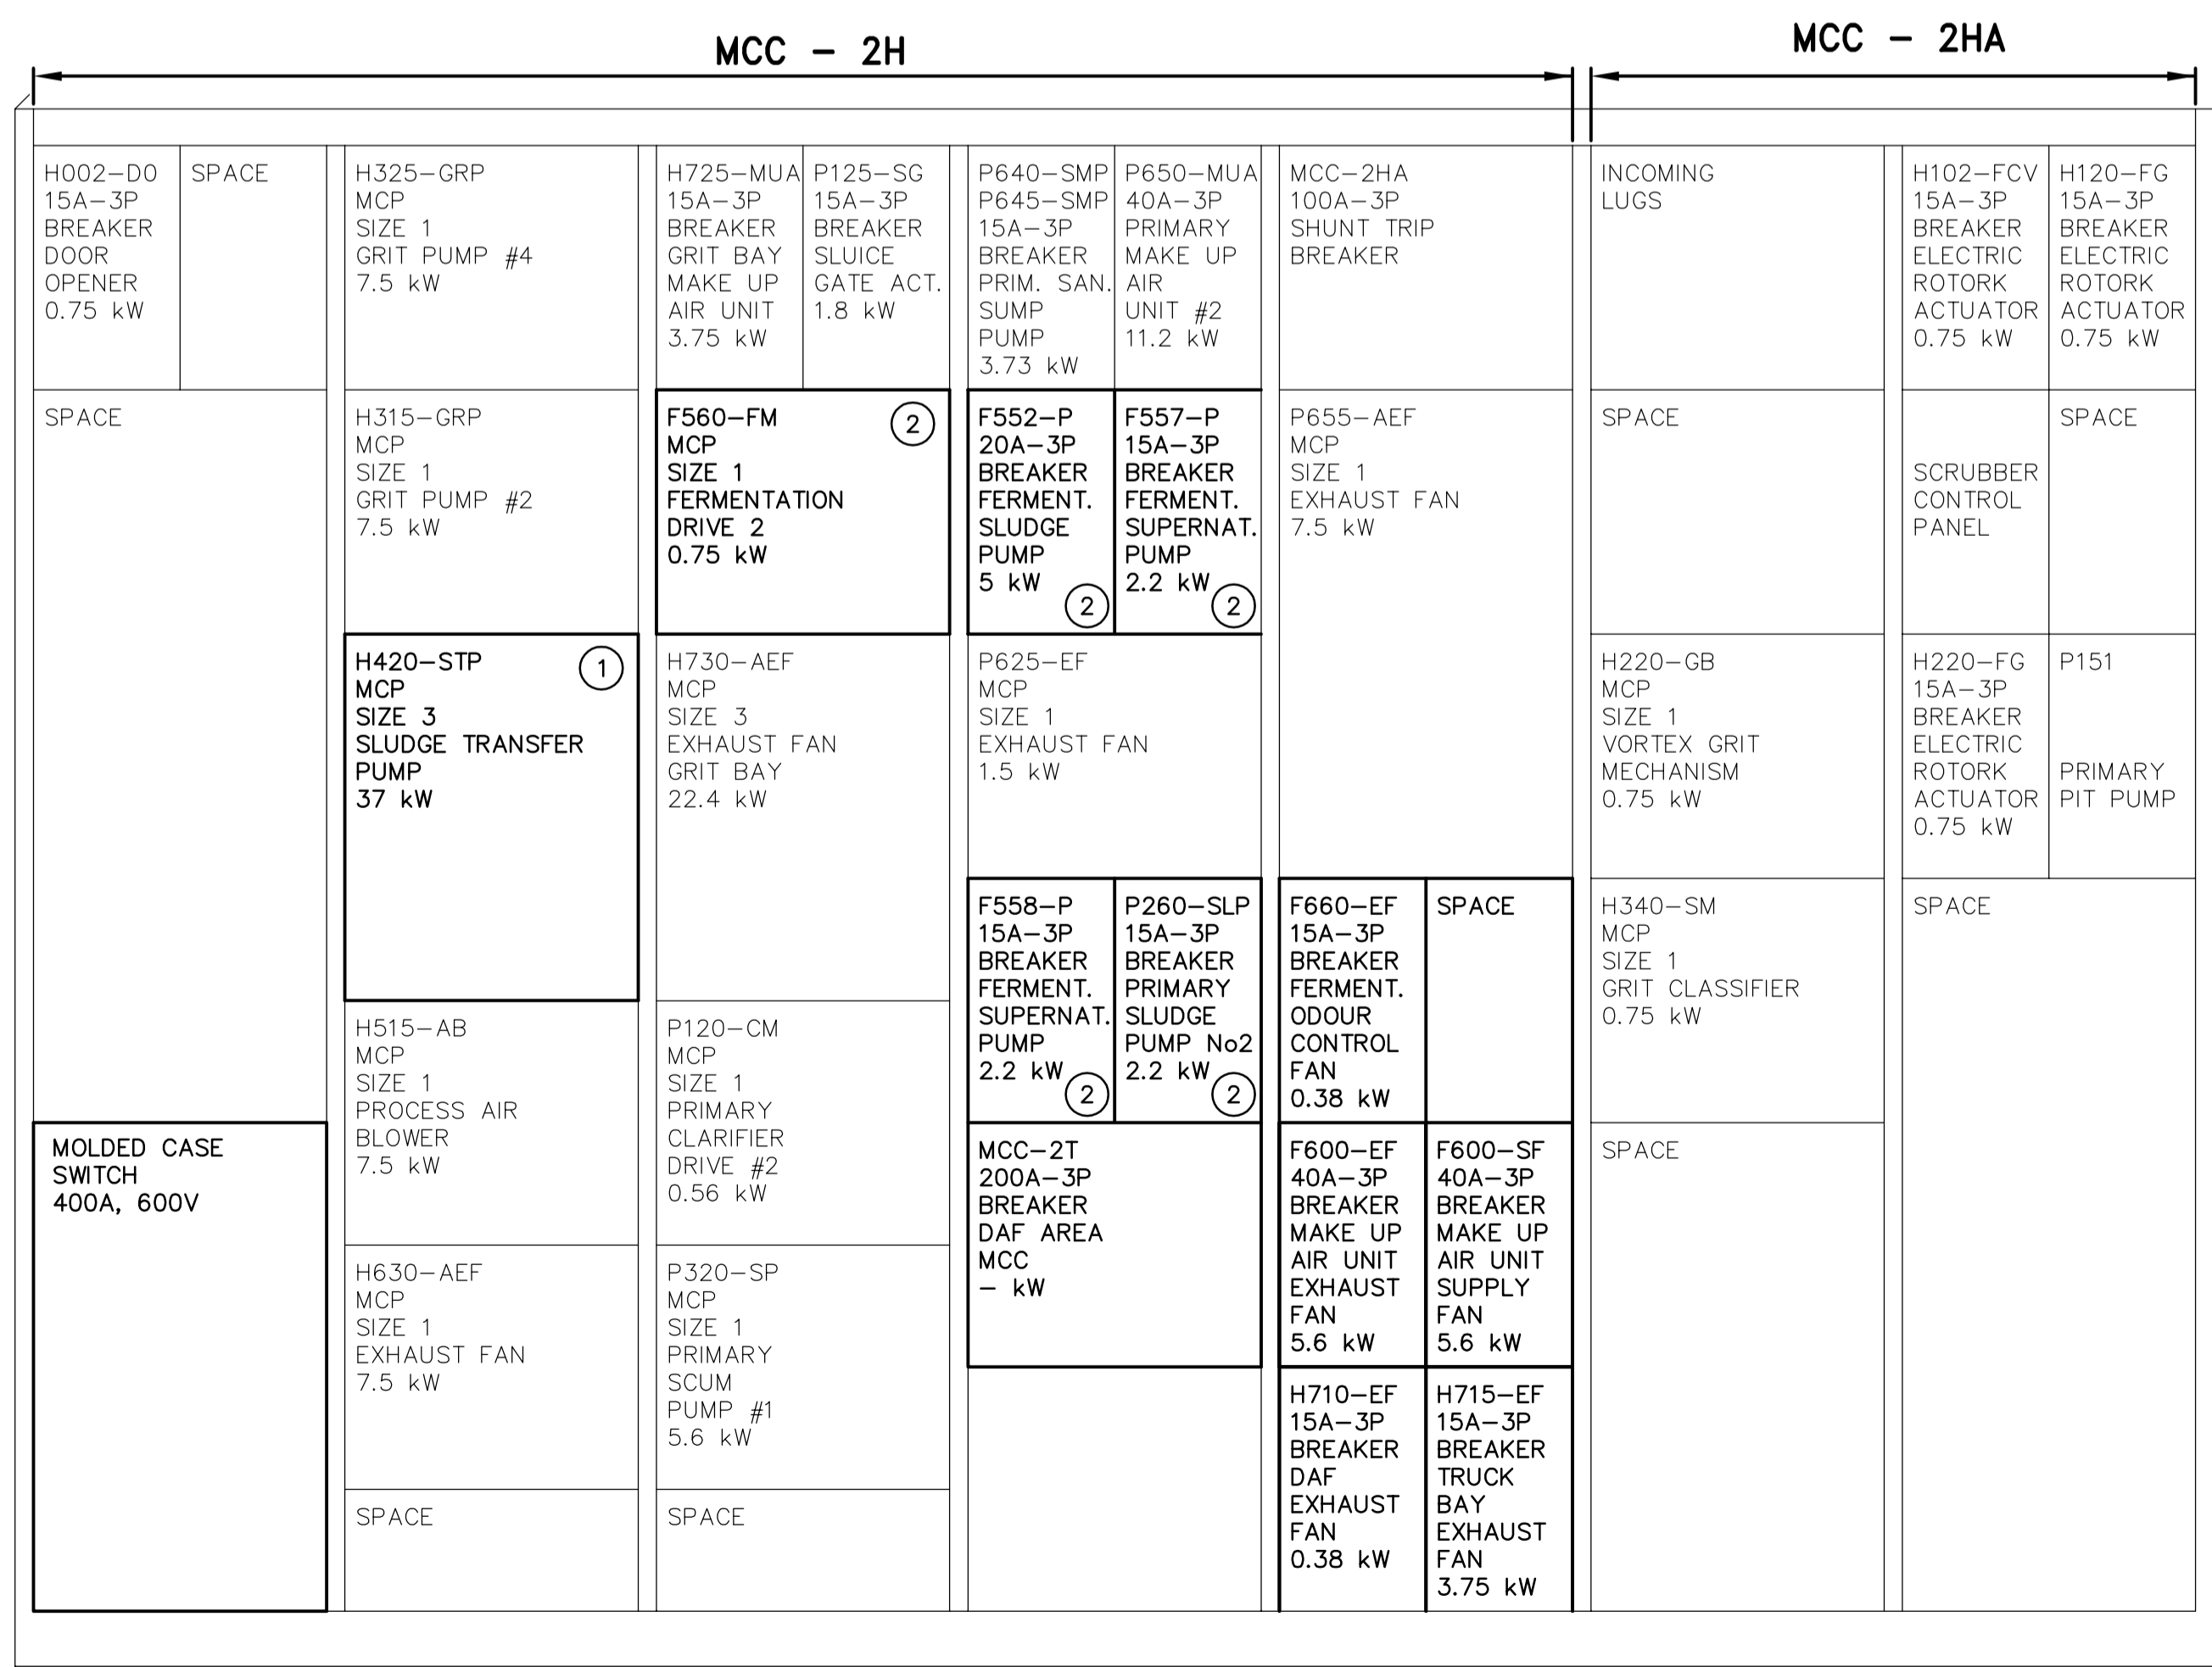 MCC - 2H
MCC - 2HA
H002-DO
15A-3P
BREAKER
DOOR
OPENER
0.75 kW
SPACE
SPACE
MOLDED CASE
SWITCH
400A, 600V
H325-GRP
MCP
SIZE 1
GRIT PUMP #4
7.5 kW
H315-GRP
MCP
SIZE 1
GRIT PUMP #2
7.5 kW
H420-STP
1
MCP
SIZE 3
SLUDGE TRANSFER
PUMP
37 kW
H515-AB
MCP
SIZE 1
PROCESS AIR
BLOWER
7.5 kW
H630-AEF
MCP
SIZE 1
EXHAUST FAN
7.5 kW
SPACE
H725-MUA
15A-3P
BREAKER
GRIT BAY
MAKE UP
AIR UNIT
3.75 kW
P125-SG
15A-3P
BREAKER
SLUICE
GATE ACT.
1.8 kW
F560-FM
2
MCP
SIZE 1
FERMENTATION
DRIVE 2
0.75 kW
H730-AEF
MCP
SIZE 3
EXHAUST FAN
GRIT BAY
22.4 kW
P120-CM
MCP
SIZE 1
PRIMARY
CLARIFIER
DRIVE #2
0.56 kW
P320-SP
MCP
SIZE 1
PRIMARY
SCUM
PUMP #1
5.6 kW
SPACE
P640-SMP
P645-SMP
15A-3P
BREAKER
PRIM. SAN.
SUMP
PUMP
3.73 kW
P650-MUA
40A-3P
PRIMARY
MAKE UP
AIR
UNIT #2
11.2 kW
F552-P
20A-3P
BREAKER
FERMENT.
SLUDGE
PUMP
5 kW
2
F557-P
15A-3P
BREAKER
FERMENT.
SUPERNAT.
PUMP
2.2 kW
2
P625-EF
MCP
SIZE 1
EXHAUST FAN
1.5 kW
F558-P
15A-3P
BREAKER
FERMENT.
SUPERNAT.
PUMP
2.2 kW
2
P260-SLP
15A-3P
BREAKER
PRIMARY
SLUDGE
PUMP No2
2.2 kW
2
MCC-2T
200A-3P
BREAKER
DAF AREA
MCC
- kW
MCC-2HA
100A-3P
SHUNT TRIP
BREAKER
P655-AEF
MCP
SIZE 1
EXHAUST FAN
7.5 kW
F660-EF
15A-3P
BREAKER
FERMENT.
ODOUR
CONTROL
FAN
0.38 kW
SPACE
F600-EF
40A-3P
BREAKER
MAKE UP
AIR UNIT
EXHAUST
FAN
5.6 kW
F600-SF
40A-3P
BREAKER
MAKE UP
AIR UNIT
SUPPLY
FAN
5.6 kW
H710-EF
15A-3P
BREAKER
DAF
EXHAUST
FAN
0.38 kW
H715-EF
15A-3P
BREAKER
TRUCK
BAY
EXHAUST
FAN
3.75 kW
INCOMING
LUGS
SPACE
H220-GB
MCP
SIZE 1
VORTEX GRIT
MECHANISM
0.75 kW
H340-SM
MCP
SIZE 1
GRIT CLASSIFIER
0.75 kW
SPACE
H102-FCV
15A-3P
BREAKER
ELECTRIC
ROTORK
ACTUATOR
0.75 kW
H120-FG
15A-3P
BREAKER
ELECTRIC
ROTORK
ACTUATOR
0.75 kW
SCRUBBER
CONTROL
PANEL
SPACE
H220-FG
15A-3P
BREAKER
ELECTRIC
ROTORK
ACTUATOR
0.75 kW
P151
PRIMARY
PIT PUMP
SPACE